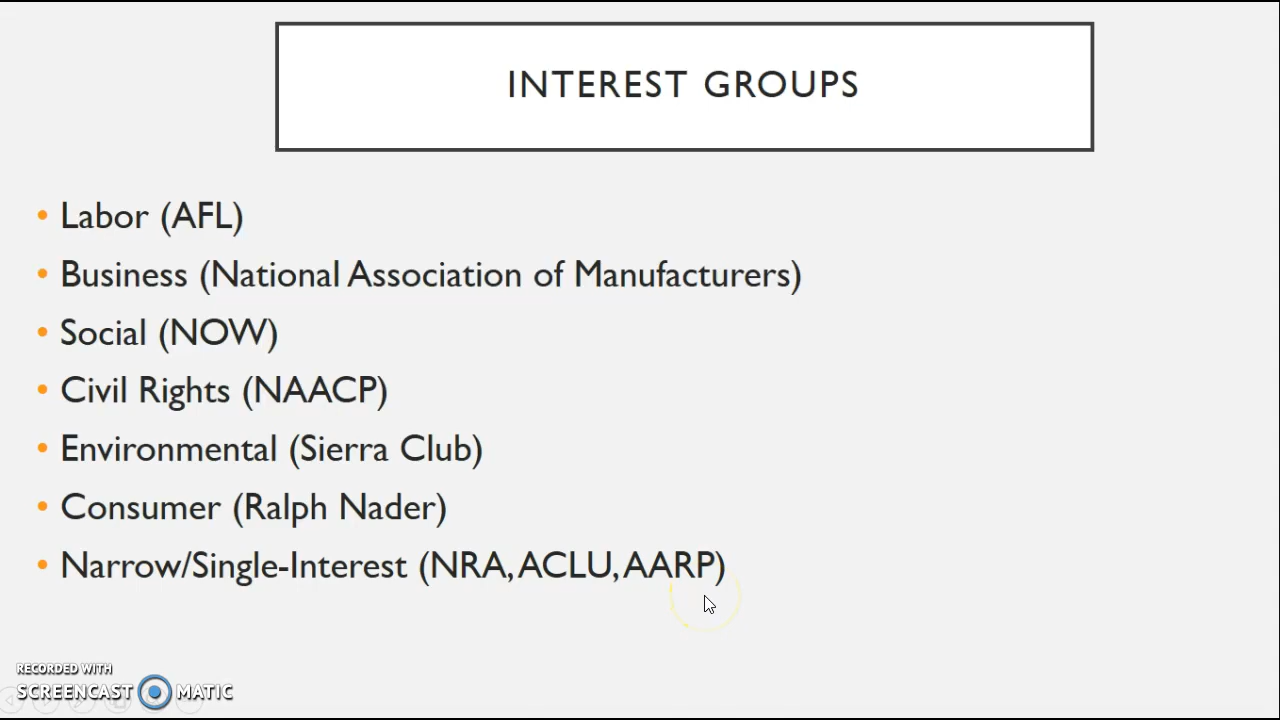 INTEREST GROUPS
• Labor (AFL)
• Business (National Association of Manufacturers)
• Social (NOW)
• Civil Rights (NAACP)
• Environmental (Sierra Club)
• Consumer (Ralph Nader)
• Narrow/Single-Interest (NRA, ACLU, AARP)
RECORDED WITH
SCREENCAST MATIC